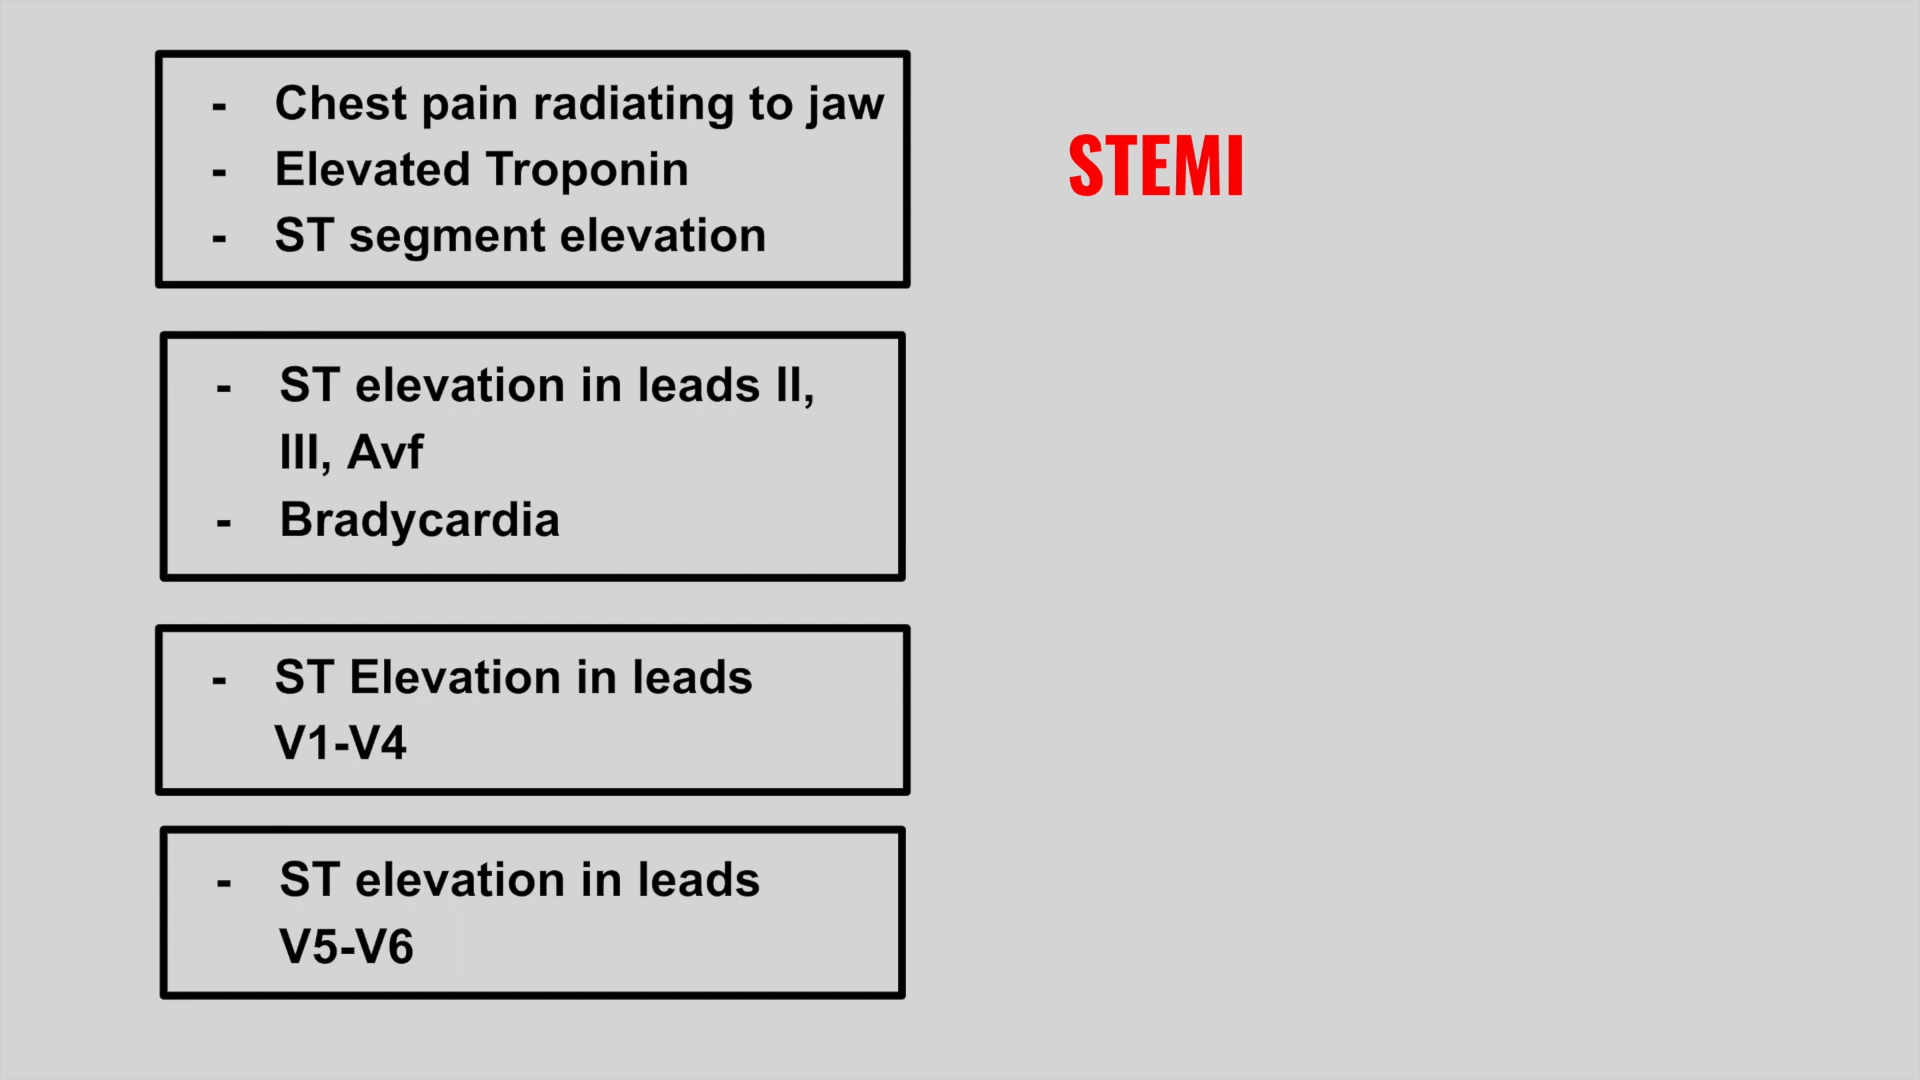 - Chest pain radiating to jaw
- Elevated Troponin
- ST segment elevation
STEMI
- ST elevation in leads II,
III, Avf
- Bradycardia
- ST Elevation in leads
V1-V4
- ST elevation in leads
V5-V6